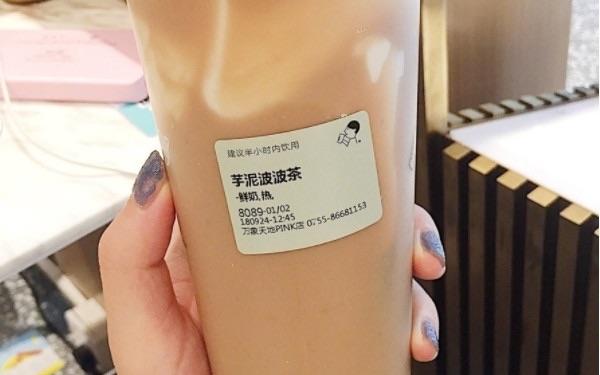 建议半小时内饮用
芋泥波波茶
-鲜奶,热,
8089-01/02
180924-12:45
万象天地PINK店 0755-86681153